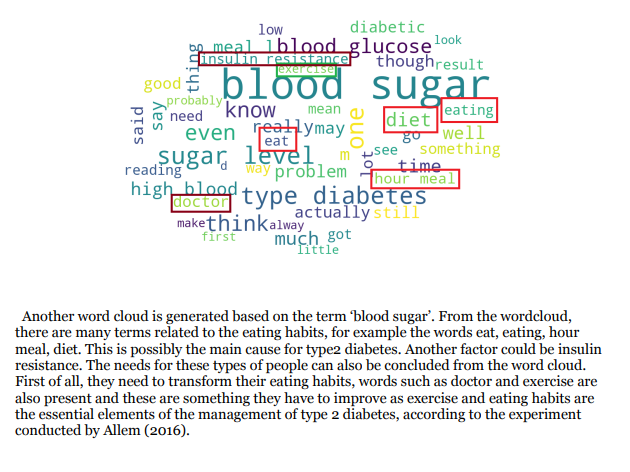 low
diabetic
meal l
blood glucose
look
insulin resistance
thing
though
result
exercise
good
blood sugar
probably
said
say
need
know
mean
one
diet
eating
even
really
may
go
well
eat
see
something
sugar level
m
lot
time
reading
d
way
problem
hour meal
high blood
type diabetes
doctor
actually
still
make
think
alway
first
much
got
little
Another word cloud is generated based on the term ‘blood sugar’. From the wordcloud,
there are many terms related to the eating habits, for example the words eat, eating, hour
meal, diet. This is possibly the main cause for type2 diabetes. Another factor could be insulin
resistance. The needs for these types of people can also be concluded from the word cloud.
First of all, they need to transform their eating habits, words such as doctor and exercise are
also present and these are something they have to improve as exercise and eating habits are
the essential elements of the management of type 2 diabetes, according to the experiment
conducted by Allem (2016).